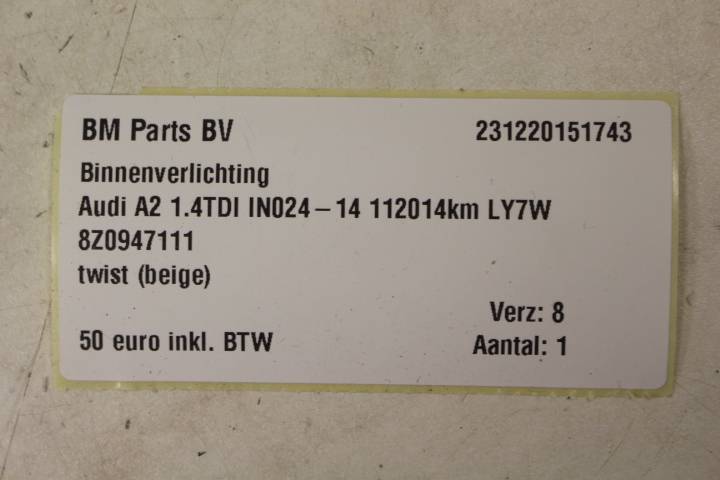 BM Parts BV 231220151743
Binnenverlichting
Audi A2 1.4TDI IN024-14 112014km LY7W
8Z0947111
twist (beige)
Verz: 8
50 euro inkl. BTW Aantal: 1